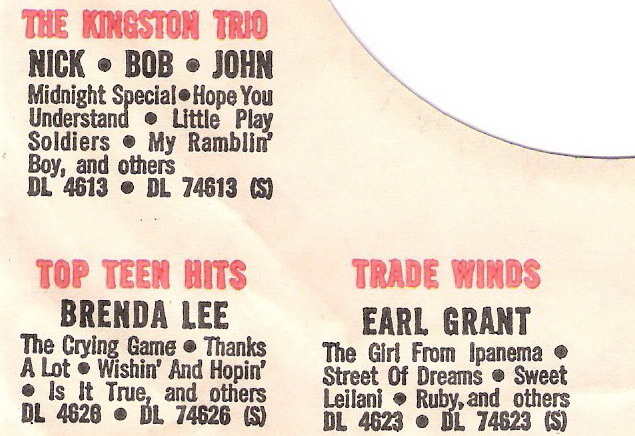 THE KINGSTON TRIO
NICK • BOB • JOHN
Midnight Special•Hope You
Understand • Little Play
Soldiers • My Ramblin'
Boy, and others
DL 4613 • DL 74613 (S)
TOP TEEN HITS
BRENDA LEE
The Crying Game • Thanks
A Lot • Wishin' And Hopin'
• Is It True, and others
DL 4626 • DL 74626 (S)
TRADE WINDS
EARL GRANT
The Girl From Ipanema •
Street Of Dreams • Sweet
Leilani • Ruby, and others
DL 4623 • DL 74623 (S)